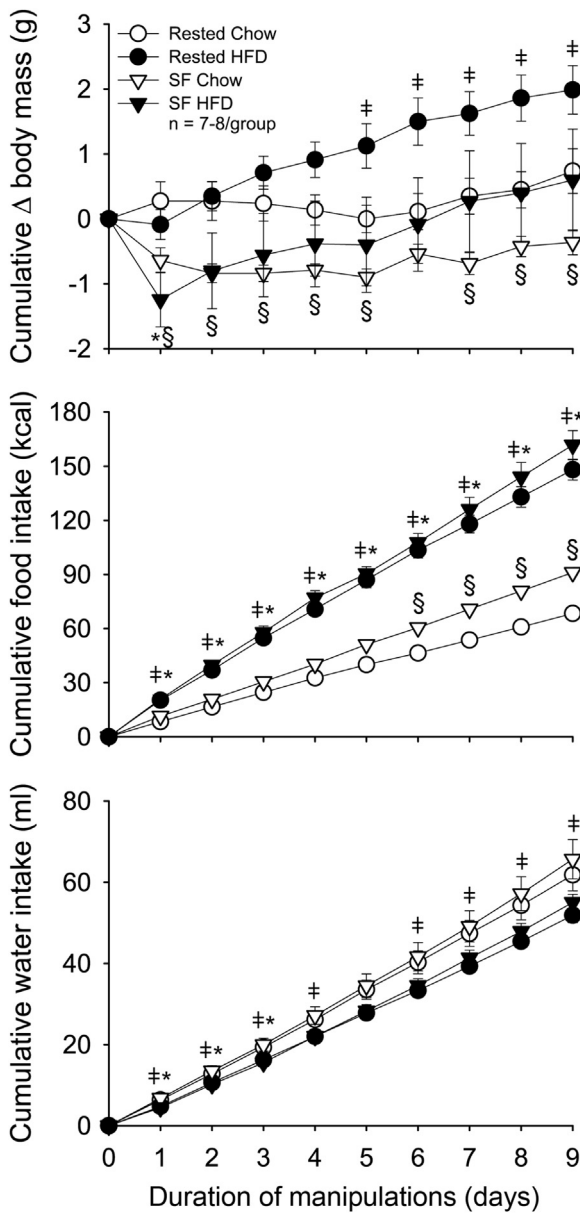 Cumulative Δ body mass (g)
3
2
1
0
-1
-2
Rested Chow
Rested HFD
SF Chow
SF HFD
n = 7-8/group
‡ ‡ ‡ ‡ ‡
*§ § § § § § § §
Cumulative food intake (kcal)
180
150
120
90
60
30
0
‡* ‡* ‡* ‡* ‡* ‡* ‡* ‡* ‡*
§ § § §
Cumulative water intake (ml)
80
60
40
20
0
‡* ‡* ‡* ‡ ‡ ‡ ‡ ‡
0 1 2 3 4 5 6 7 8 9
Duration of manipulations (days)